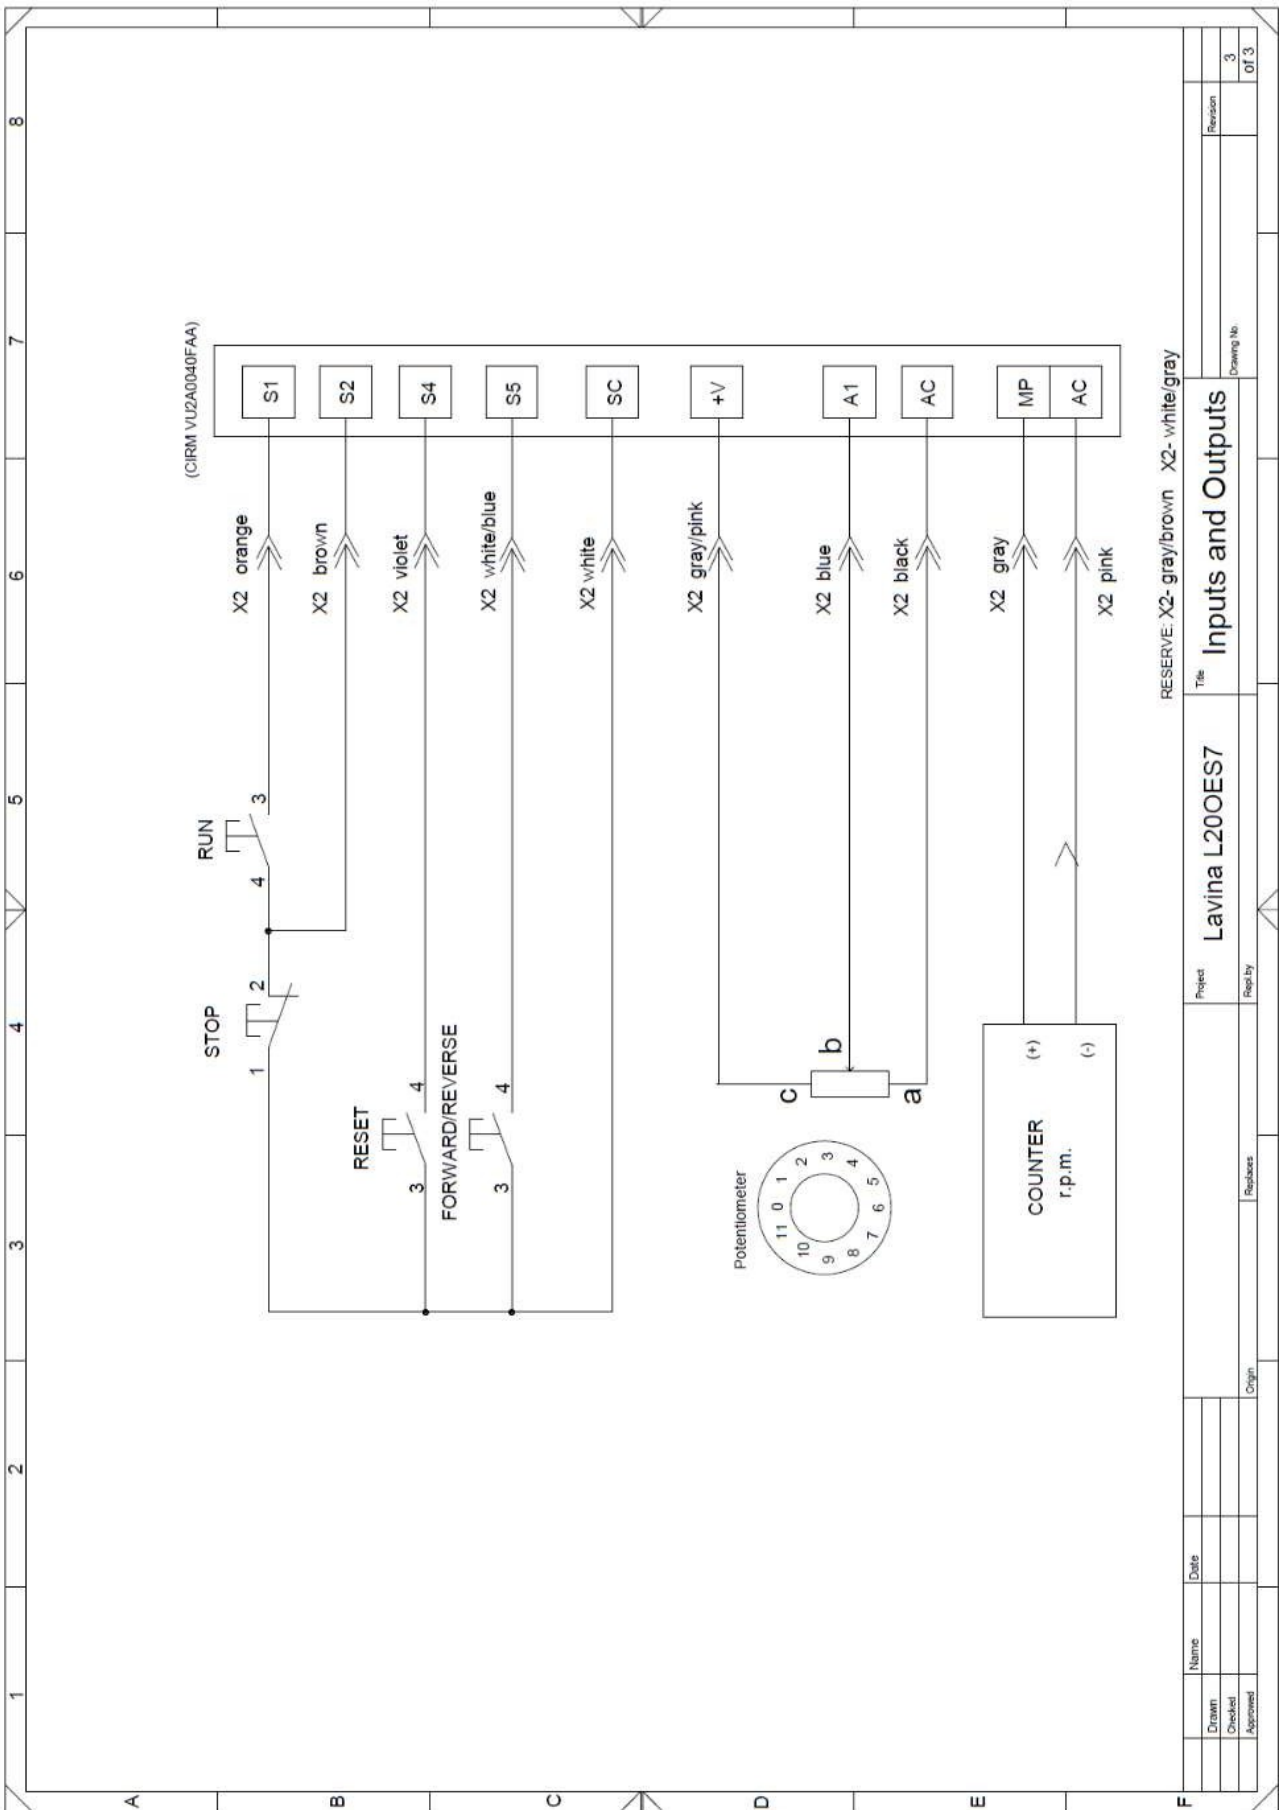 1 2 3 4 5 6 7 8
A
B
C
D
E
F
(CIRM VU2A0040FAA)
STOP
1 2
RUN
4 3
X2 orange
S1
X2 brown
S2
RESET
3 4
X2 violet
S4
FORWARD/REVERSE
3 4
X2 white/blue
S5
X2 white
SC
Potentiometer
0
1
2
3
4
5
6
7
8
9
10
11
c
b
a
X2 gray/pink
+V
X2 blue
A1
X2 black
AC
COUNTER
r.p.m.
(+)
(-)
X2 gray
MP
X2 pink
AC
RESERVE: X2- gray/brown X2- white/gray
Name
Date
Drawn
Checked
Approved
Origin
Replaces
Repl.by
Project
Lavina L20OES7
Title
Inputs and Outputs
Drawing No.
Revision
3
of 3